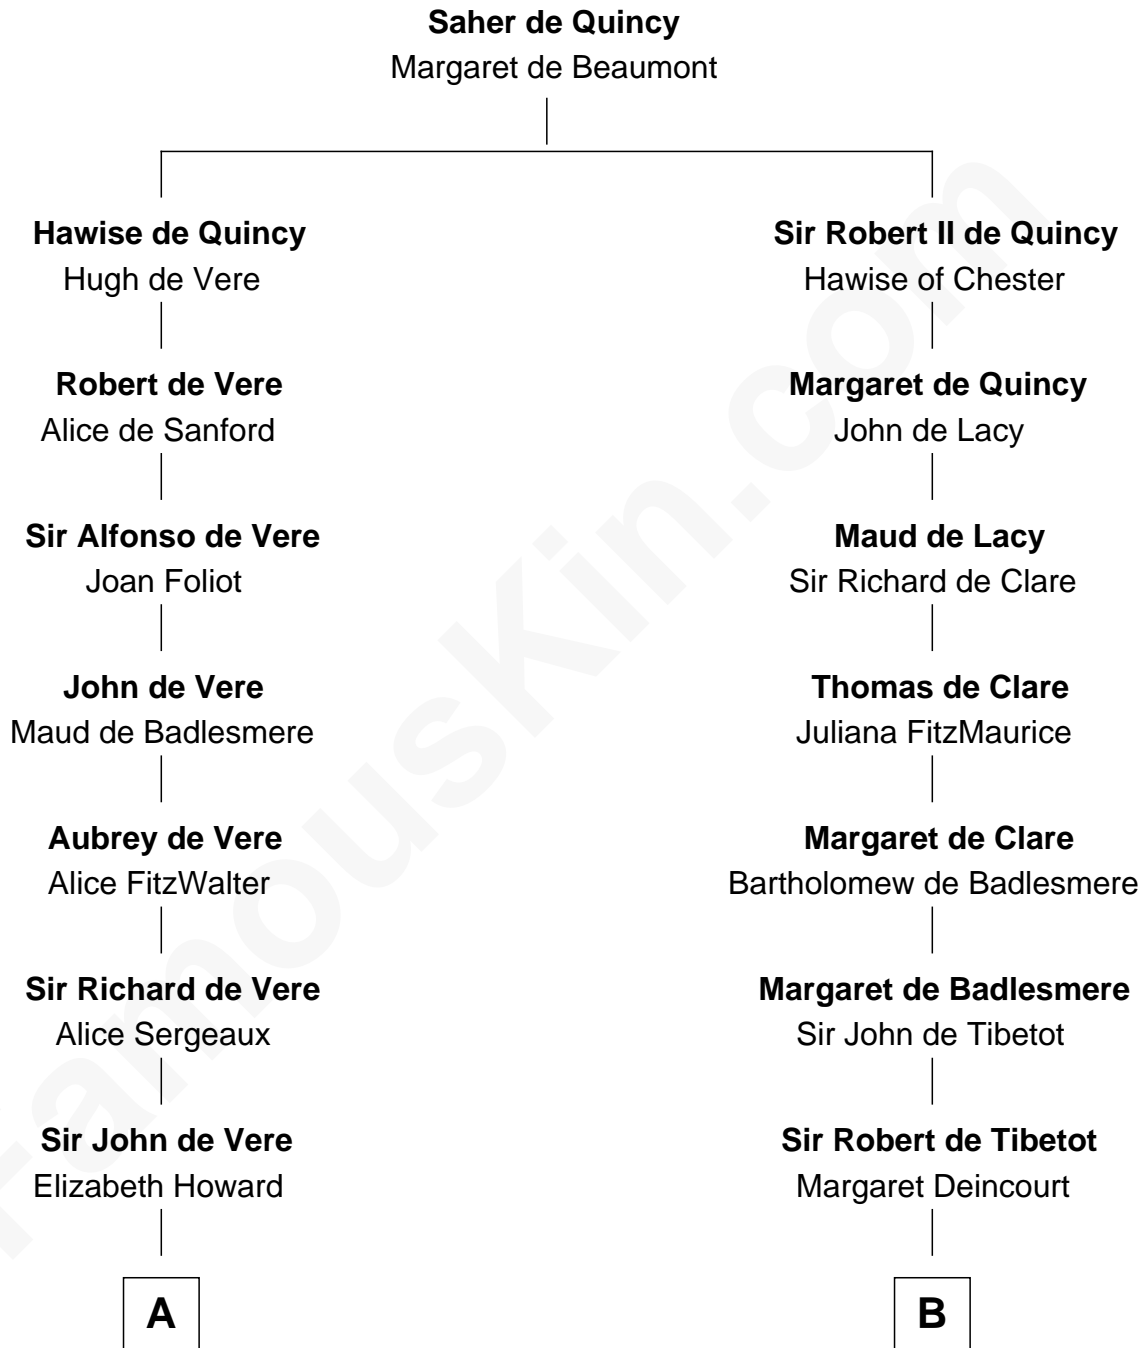 Saher de Quincy
Margaret de Beaumont
Hawise de Quincy
Hugh de Vere
Sir Robert II de Quincy
Hawise of Chester
Robert de Vere
Alice de Sanford
Margaret de Quincy
John de Lacy
Sir Alfonso de Vere
Joan Foliot
Maud de Lacy
Sir Richard de Clare
John de Vere
Maud de Badlesmere
Thomas de Clare
Juliana FitzMaurice
Aubrey de Vere
Alice FitzWalter
Margaret de Clare
Bartholomew de Badlesmere
Sir Richard de Vere
Alice Sergeaux
Margaret de Badlesmere
Sir John de Tibetot
Sir John de Vere
Elizabeth Howard
Sir Robert de Tibetot
Margaret Deincourt
A
B
FamousKin.com